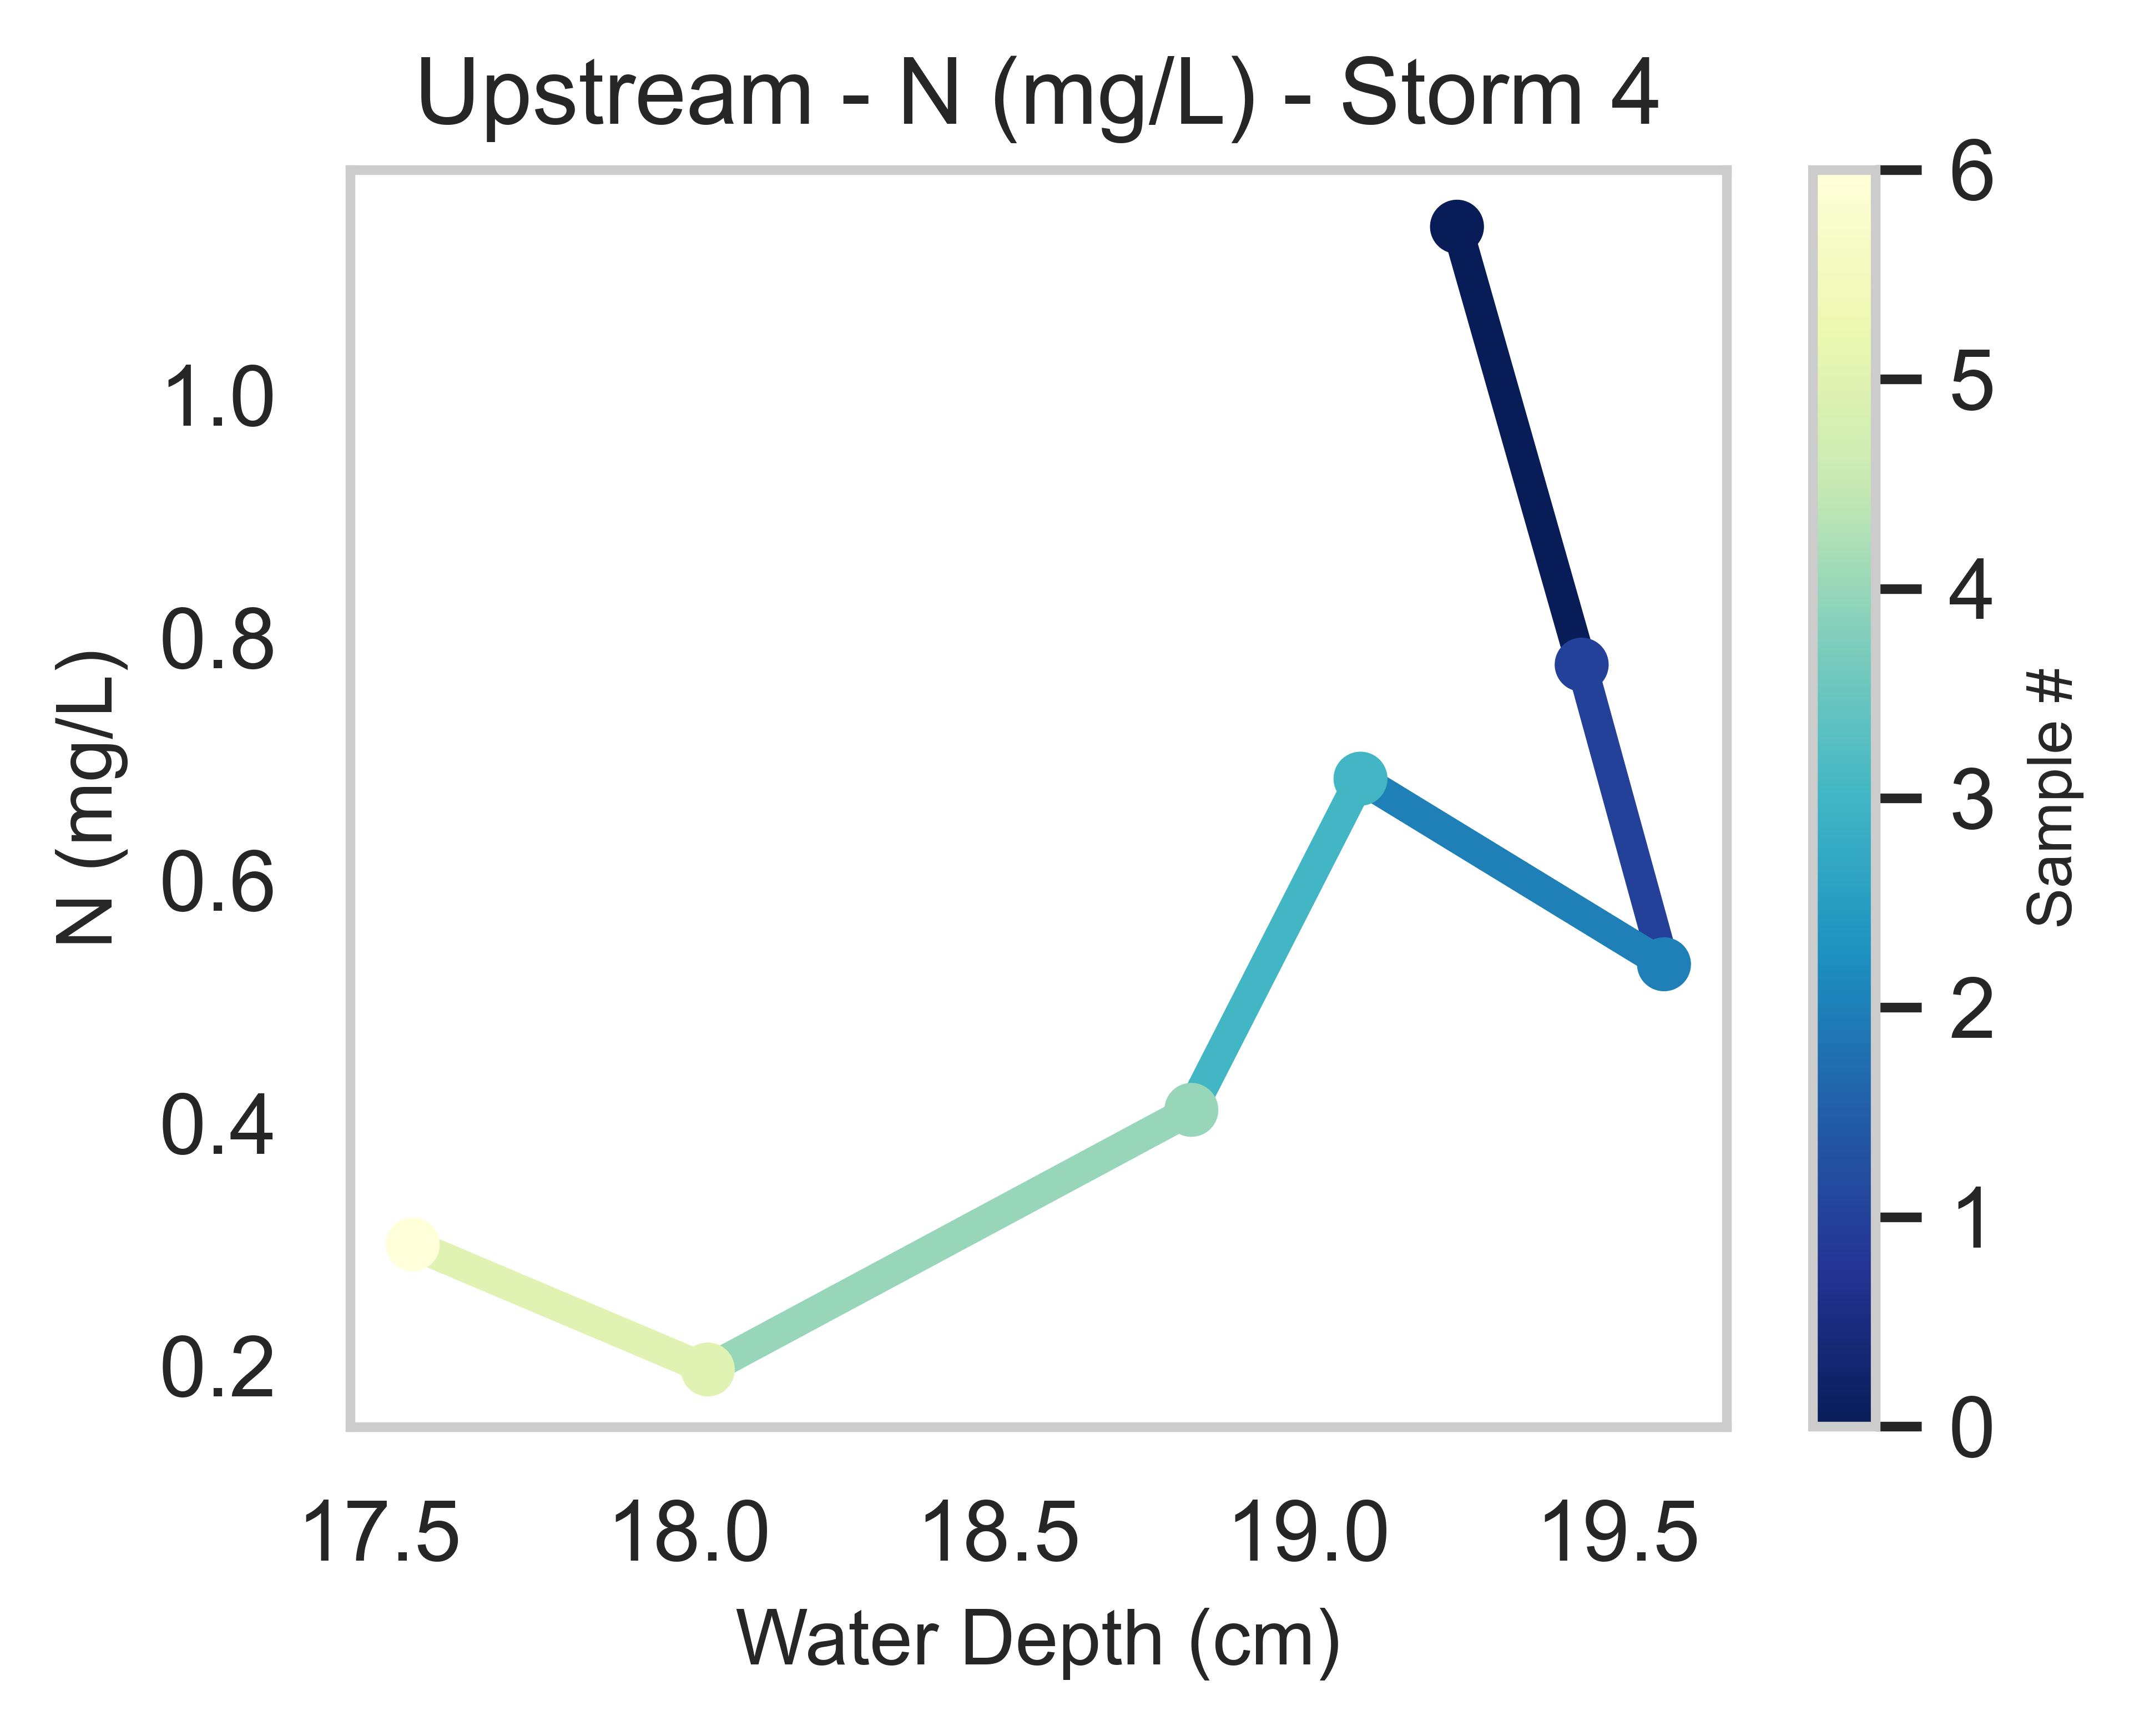 Upstream - N (mg/L) - Storm 4
N (mg/L)
1.0
0.8
0.6
0.4
0.2
17.5 18.0 18.5 19.0 19.5
Water Depth (cm)
6
5
4
3
2
1
0
Sample #